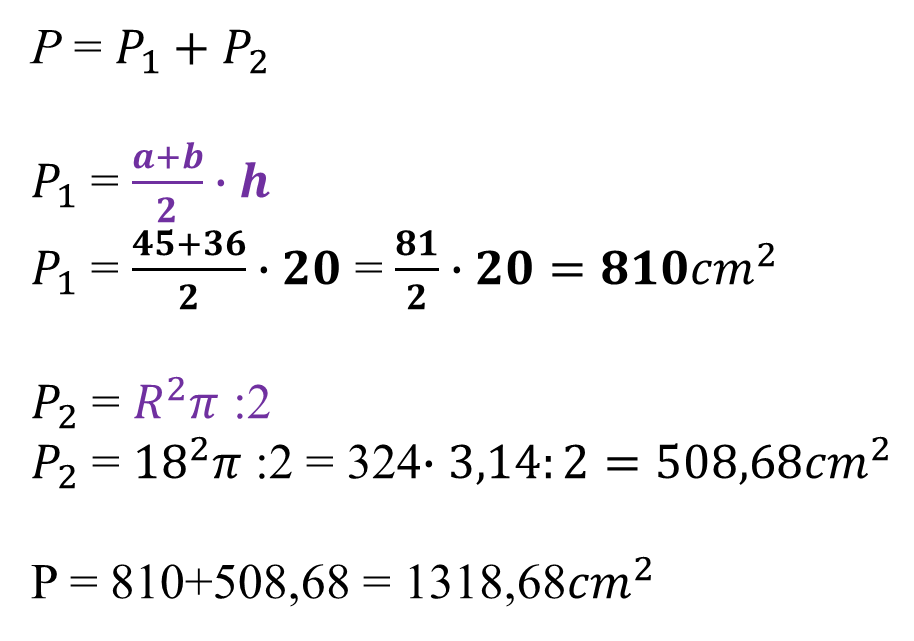 P = P₁ + P₂
P₁ = (a+b)/2 · h
P₁ = (45+36)/2 · 20 = 81/2 · 20 = 810cm²
P₂ = R²π :2
P₂ = 18²π :2 = 324· 3,14: 2 = 508,68cm²
P = 810+508,68 = 1318,68cm²